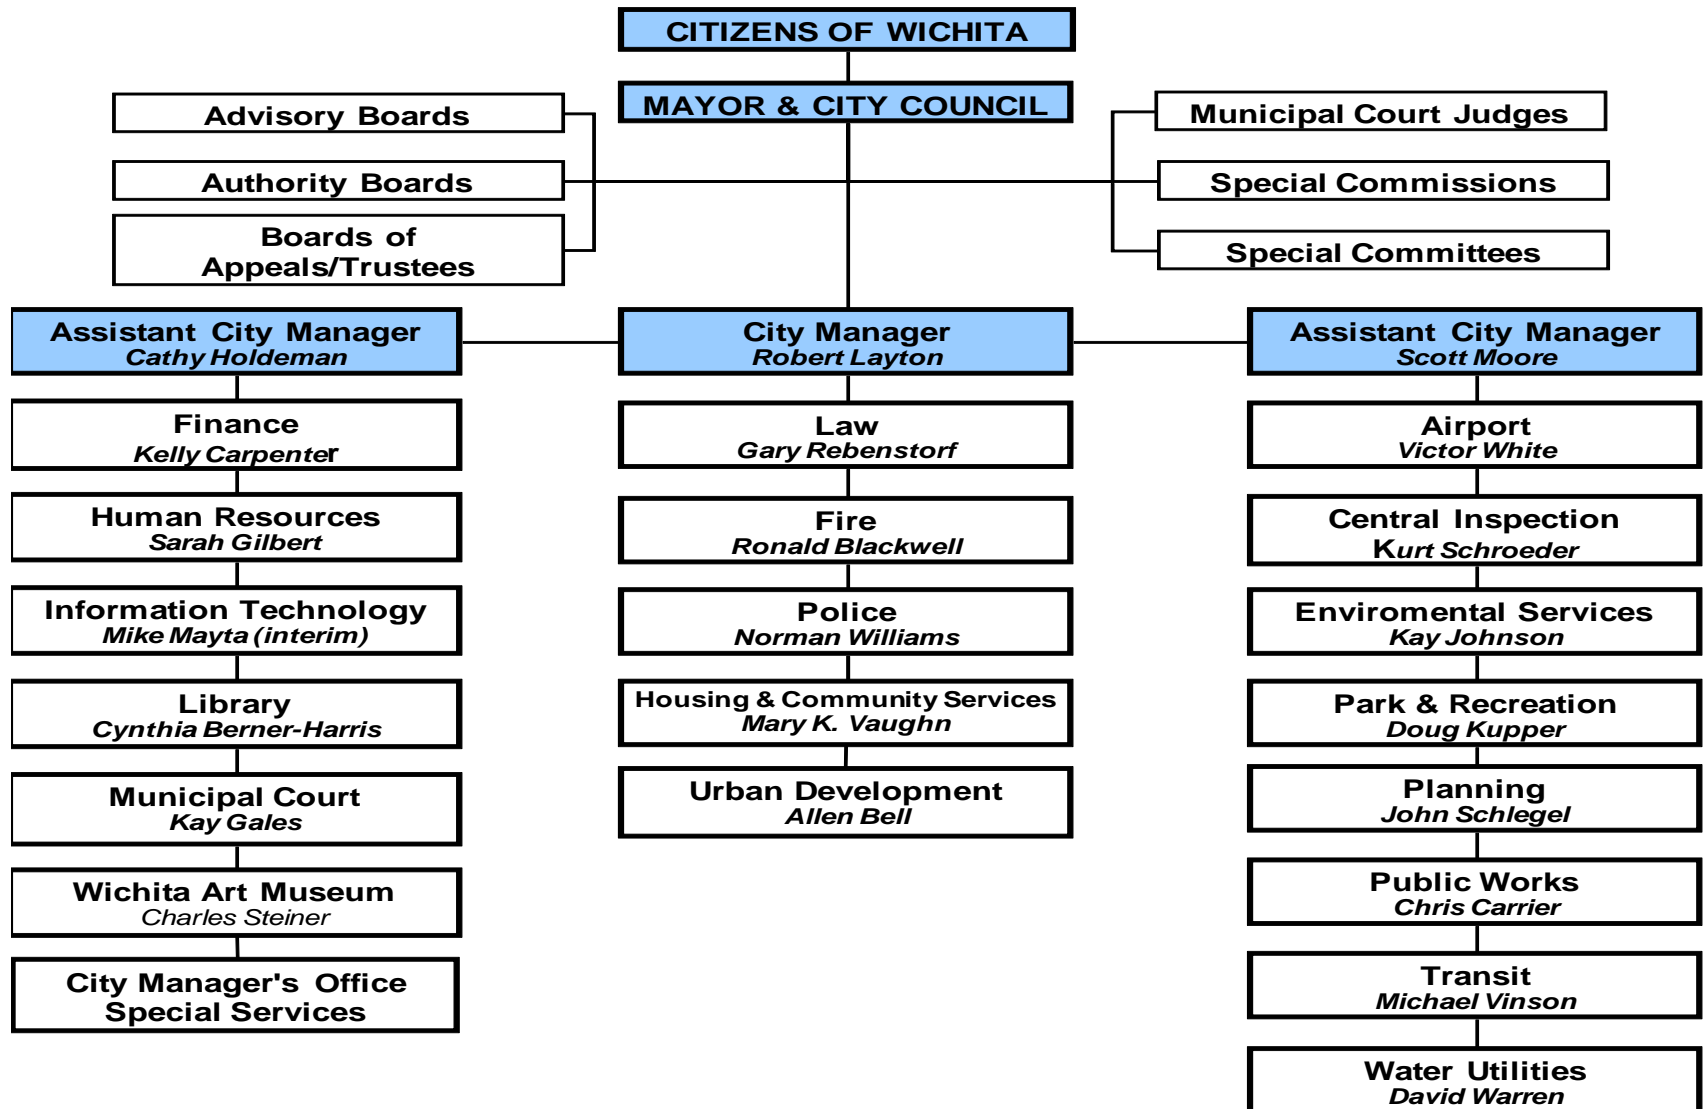 CITIZENS OF WICHITA
MAYOR & CITY COUNCIL
Advisory Boards
Authority Boards
Boards of
Appeals/Trustees
Municipal Court Judges
Special Commissions
Special Committees
Assistant City Manager
Cathy Holdeman
Finance
Kelly Carpenter
Human Resources
Sarah Gilbert
Information Technology
Mike Mayta (interim)
Library
Cynthia Berner-Harris
Municipal Court
Kay Gales
Wichita Art Museum
Charles Steiner
City Manager's Office
Special Services
City Manager
Robert Layton
Law
Gary Rebenstorf
Fire
Ronald Blackwell
Police
Norman Williams
Housing & Community Services
Mary K. Vaughn
Urban Development
Allen Bell
Assistant City Manager
Scott Moore
Airport
Victor White
Central Inspection
Kurt Schroeder
Enviromental Services
Kay Johnson
Park & Recreation
Doug Kupper
Planning
John Schlegel
Public Works
Chris Carrier
Transit
Michael Vinson
Water Utilities
David Warren